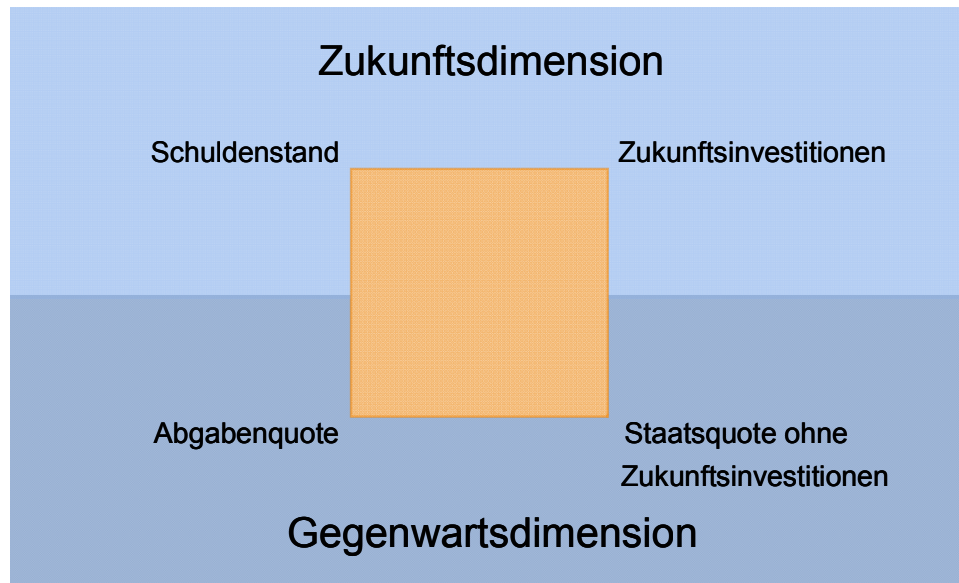 Zukunftsdimension
Schuldenstand
Zukunftsinvestitionen
Abgabenquote
Staatsquote ohne
Zukunftsinvestitionen
Gegenwartsdimension